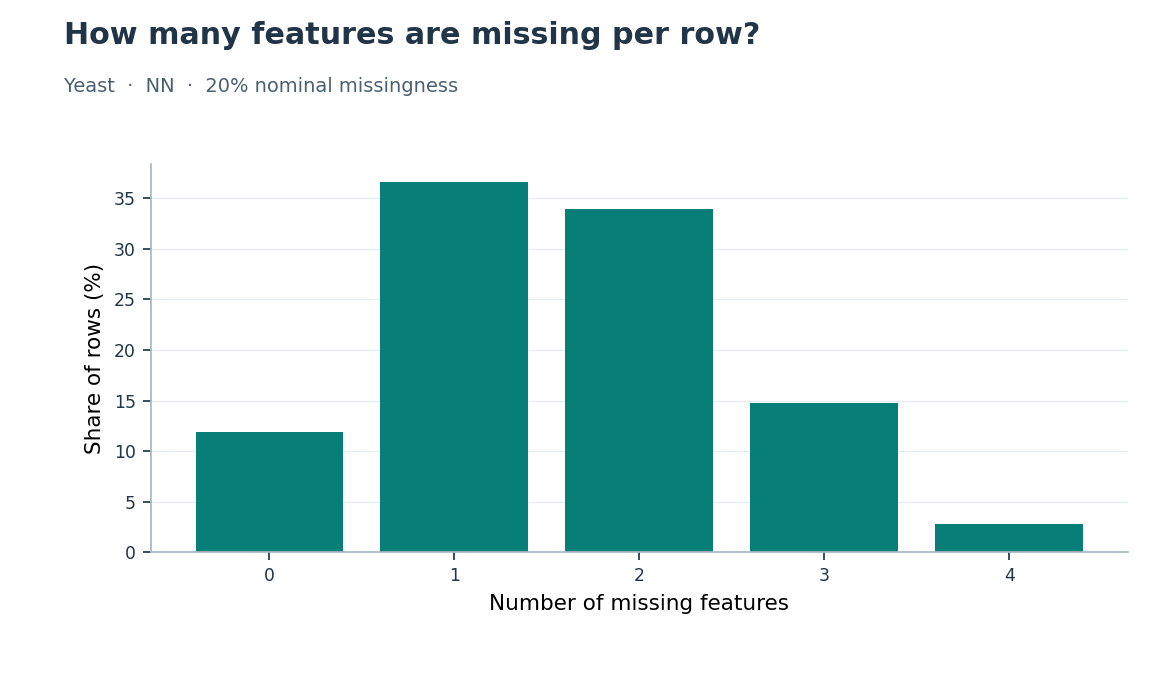 How many features are missing per row?
Yeast · NN · 20% nominal missingness
Share of rows (%)
35
30
25
20
15
10
5
0
0 1 2 3 4
Number of missing features